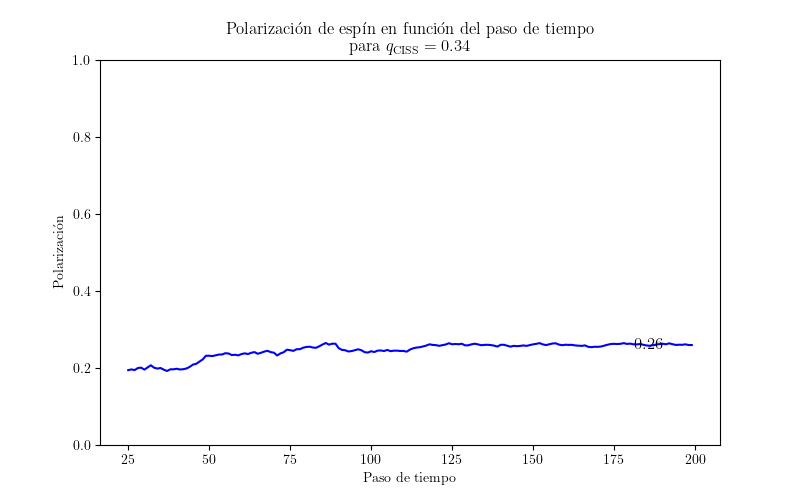 Polarización de espín en función del paso de tiempo
para q_CISS = 0.34
1.0
0.8
0.6
0.4
0.2
0.0
Polarización
0.26
25 50 75 100 125 150 175 200
Paso de tiempo